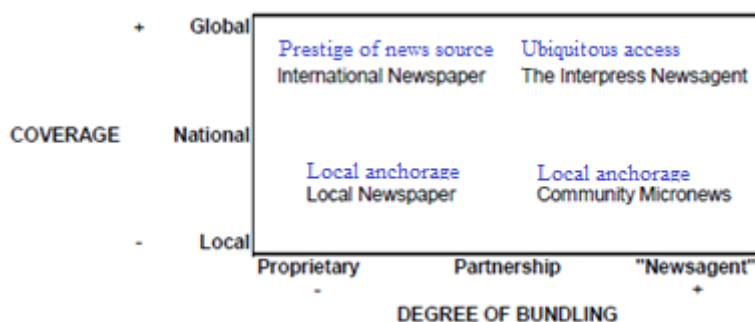 + Global
Prestige of news source Ubiquitous access
International Newspaper The Interpress Newsagent
COVERAGE National
Local anchorage Local anchorage
Local Newspaper Community Micronews
- Local
Proprietary Partnership "Newsagent"
- +
DEGREE OF BUNDLING